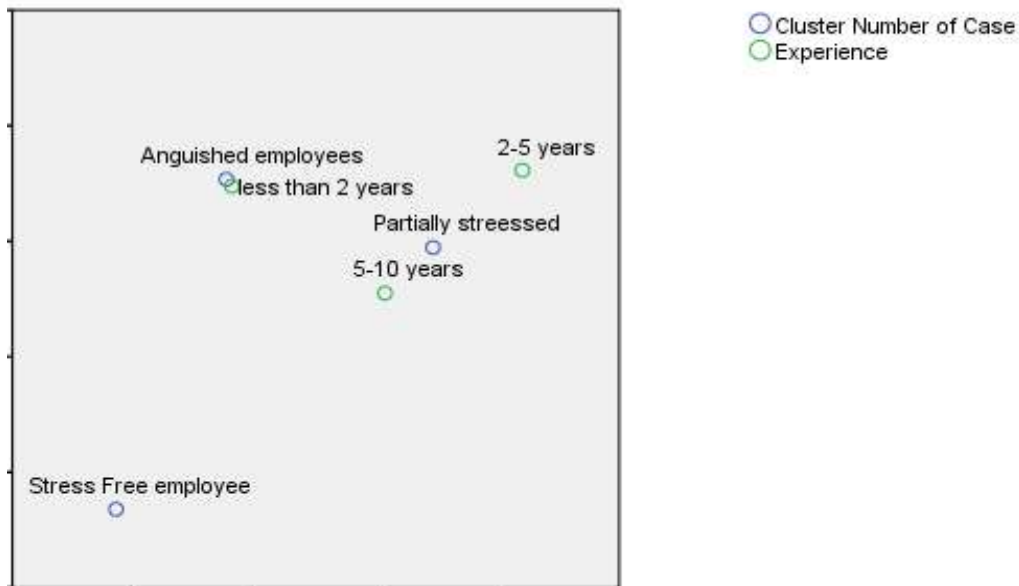 Cluster Number of Case
Experience
2-5 years
Anguished employees
less than 2 years
Partially streessed
5-10 years
Stress Free employee